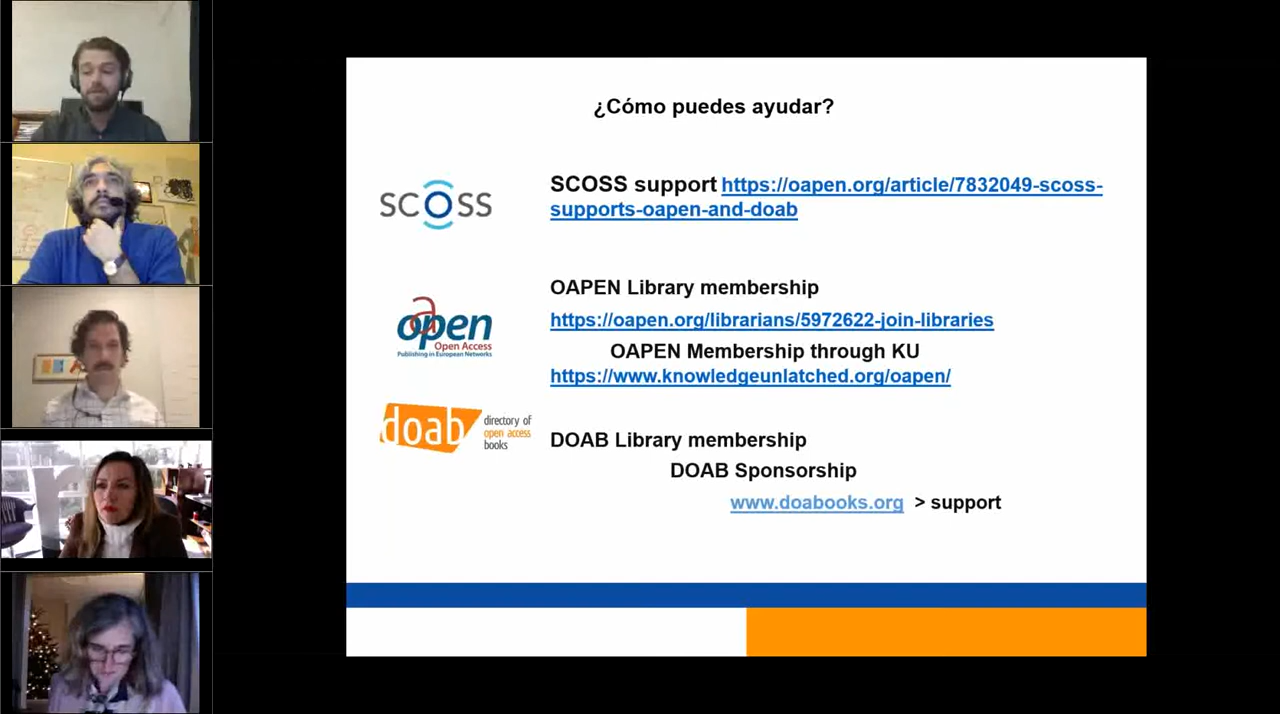 ¿Cómo puedes ayudar?
SCOSS
SCOSS support https://oapen.org/article/7832049-scoss-
supports-oapen-and-doab
OAPEN Library membership
https://oapen.org/librarians/5972622-join-libraries
oapen
Open Access
Publishing in European Networks
OAPEN Membership through KU
https://www.knowledgeunlatched.org/oapen/
doab directory of
open access
books
DOAB Library membership
DOAB Sponsorship
www.doabooks.org > support